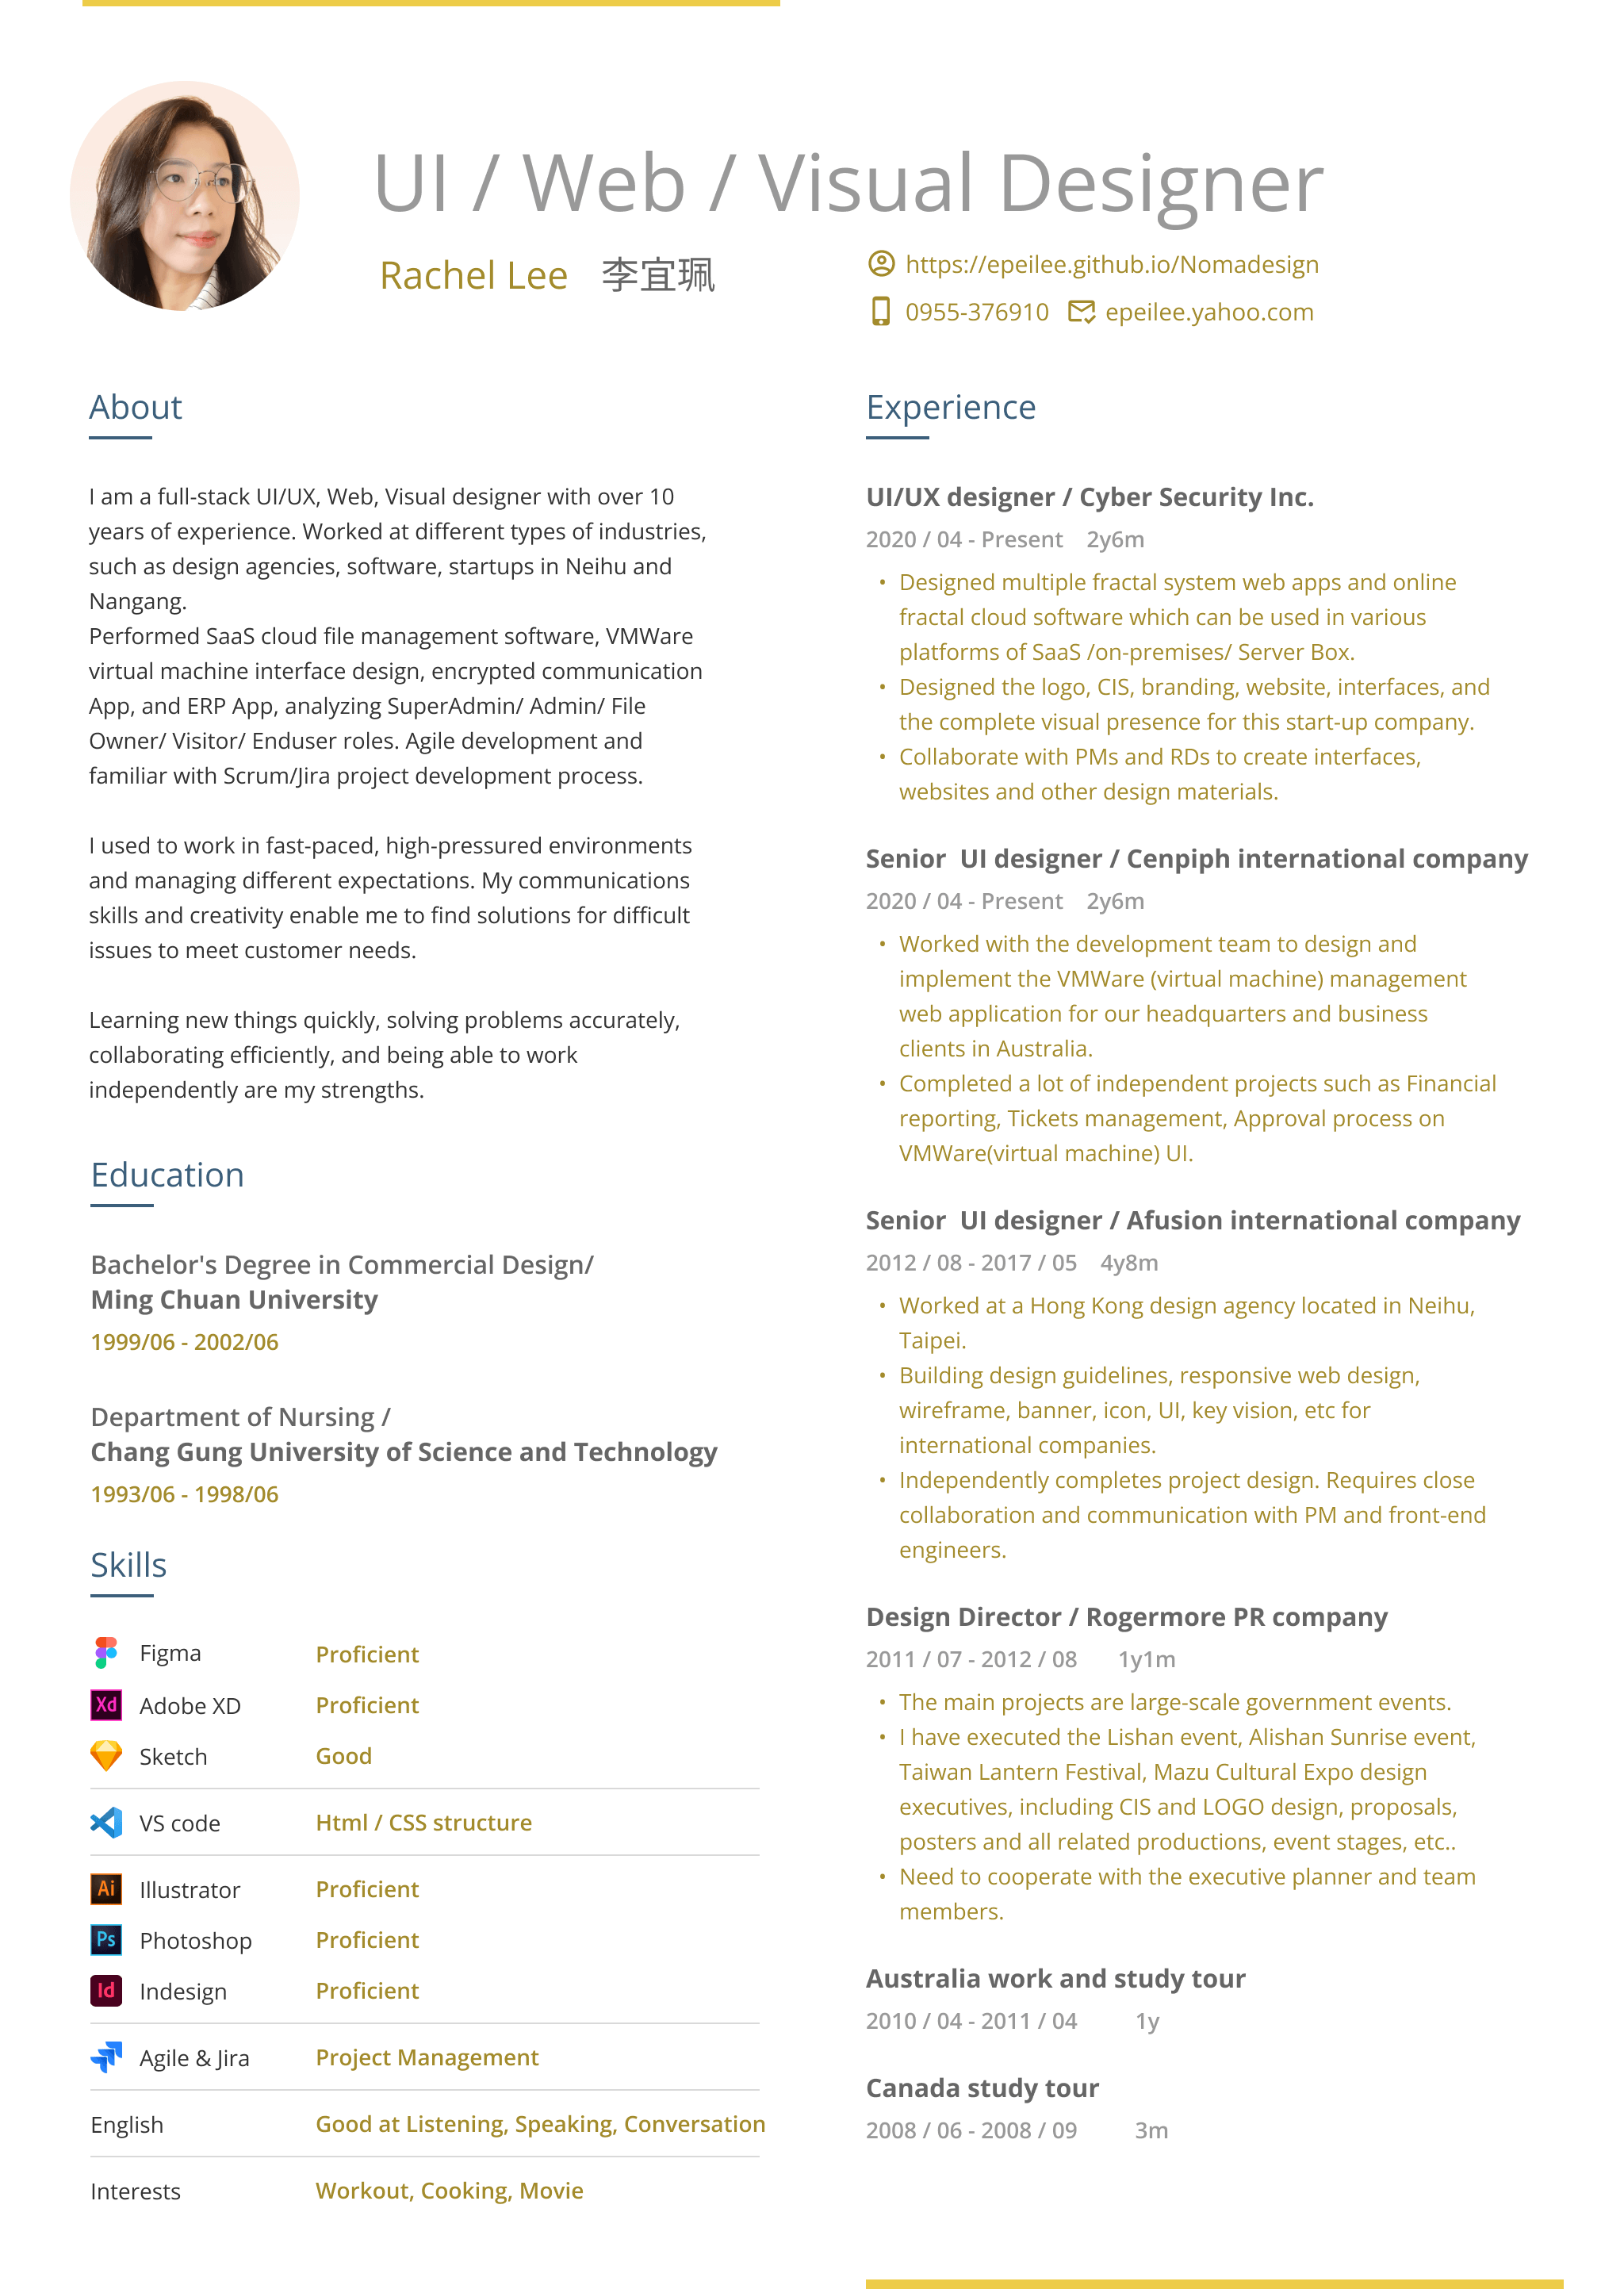 UI / Web / Visual Designer
Rachel Lee 李宜珮
https://epeilee.github.io/Nomadesign
0955-376910 epeilee.yahoo.com
About
I am a full-stack UI/UX, Web, Visual designer with over 10
years of experience. Worked at different types of industries,
such as design agencies, software, startups in Neihu and
Nangang.
Performed SaaS cloud file management software, VMWare
virtual machine interface design, encrypted communication
App, and ERP App, analyzing SuperAdmin/ Admin/ File
Owner/ Visitor/ Enduser roles. Agile development and
familiar with Scrum/Jira project development process.
I used to work in fast-paced, high-pressured environments
and managing different expectations. My communications
skills and creativity enable me to find solutions for difficult
issues to meet customer needs.
Learning new things quickly, solving problems accurately,
collaborating efficiently, and being able to work
independently are my strengths.
Education
Bachelor's Degree in Commercial Design/
Ming Chuan University
1999/06 - 2002/06
Department of Nursing /
Chang Gung University of Science and Technology
1993/06 - 1998/06
Skills
Figma Proficient
Xd Adobe XD Proficient
Sketch Good
VS code Html / CSS structure
Ai Illustrator Proficient
Ps Photoshop Proficient
Id Indesign Proficient
Agile & Jira Project Management
English Good at Listening, Speaking, Conversation
Interests Workout, Cooking, Movie
Experience
UI/UX designer / Cyber Security Inc.
2020 / 04 - Present 2y6m
• Designed multiple fractal system web apps and online
fractal cloud software which can be used in various
platforms of SaaS /on-premises/ Server Box.
• Designed the logo, CIS, branding, website, interfaces, and
the complete visual presence for this start-up company.
• Collaborate with PMs and RDs to create interfaces,
websites and other design materials.
Senior UI designer / Cenpiph international company
2020 / 04 - Present 2y6m
• Worked with the development team to design and
implement the VMWare (virtual machine) management
web application for our headquarters and business
clients in Australia.
• Completed a lot of independent projects such as Financial
reporting, Tickets management, Approval process on
VMWare(virtual machine) UI.
Senior UI designer / Afusion international company
2012 / 08 - 2017 / 05 4y8m
• Worked at a Hong Kong design agency located in Neihu,
Taipei.
• Building design guidelines, responsive web design,
wireframe, banner, icon, UI, key vision, etc for
international companies.
• Independently completes project design. Requires close
collaboration and communication with PM and front-end
engineers.
Design Director / Rogermore PR company
2011 / 07 - 2012 / 08 1y1m
• The main projects are large-scale government events.
• I have executed the Lishan event, Alishan Sunrise event,
Taiwan Lantern Festival, Mazu Cultural Expo design
executives, including CIS and LOGO design, proposals,
posters and all related productions, event stages, etc..
• Need to cooperate with the executive planner and team
members.
Australia work and study tour
2010 / 04 - 2011 / 04 1y
Canada study tour
2008 / 06 - 2008 / 09 3m